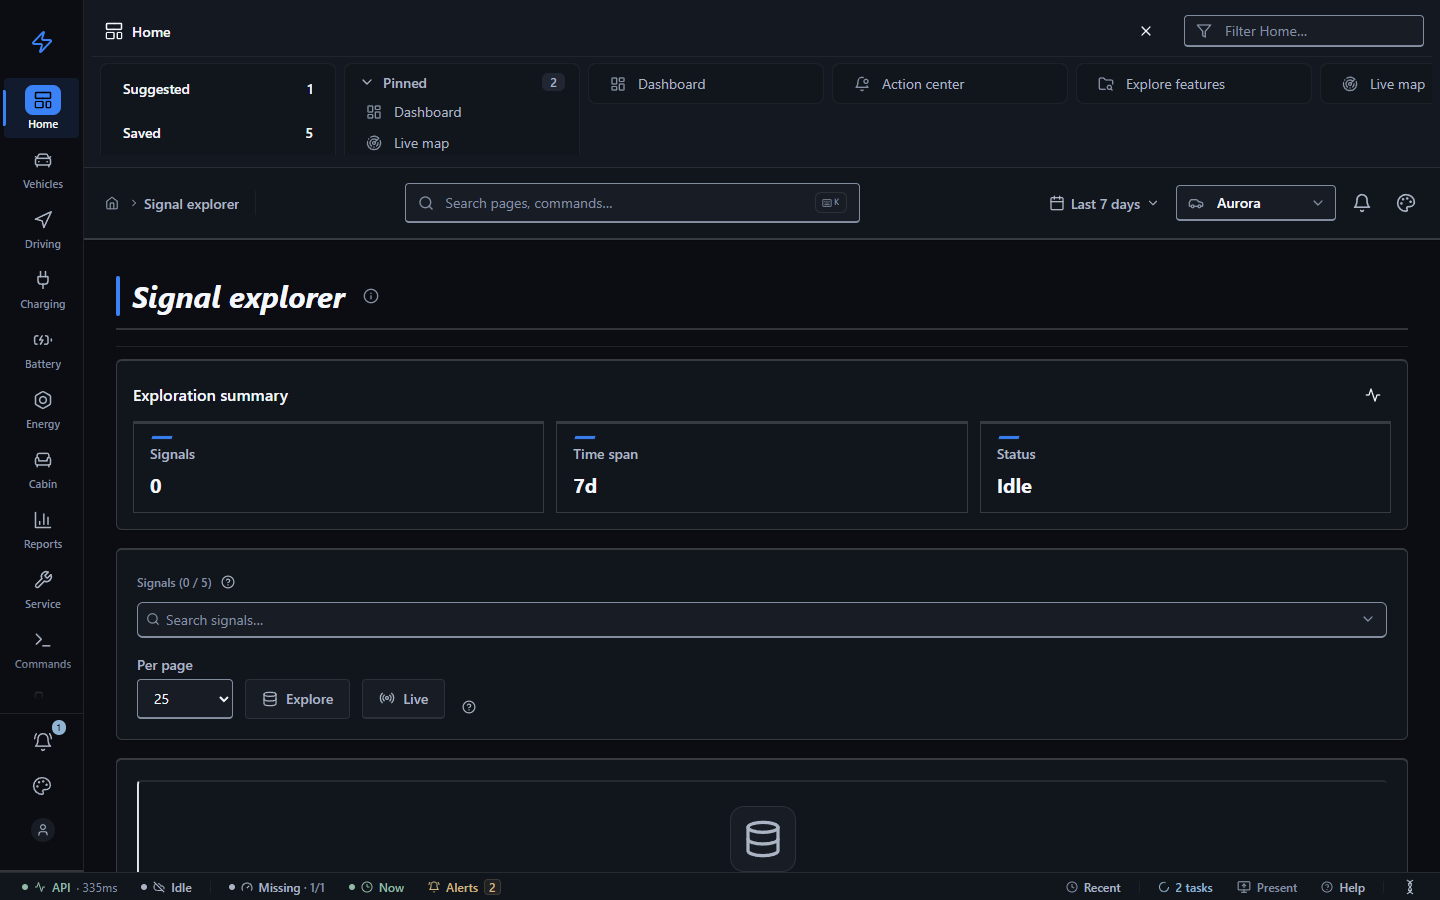 Home
Filter Home...
Suggested 1
Saved 5
Pinned 2
Dashboard
Live map
Dashboard
Action center
Explore features
Live map
Home
Vehicles
Driving
Charging
Battery
Energy
Cabin
Reports
Service
Commands
1
Signal explorer
Search pages, commands...
K
Last 7 days
Aurora
Signal explorer
Exploration summary
Signals
0
Time span
7d
Status
Idle
Signals (0 / 5)
Search signals...
Per page
25
Explore
Live
API · 335ms
Idle
Missing · 1/1
Now
Alerts 2
Recent
2 tasks
Present
Help